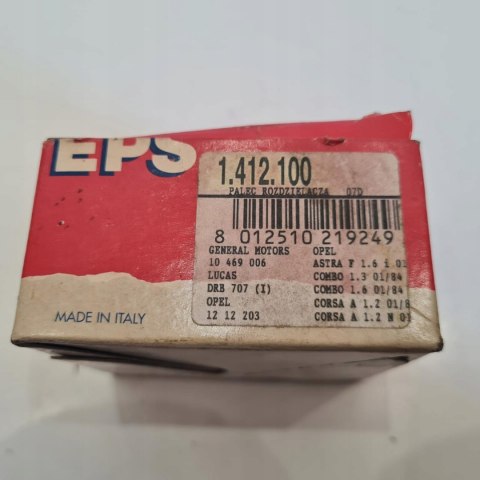 EPS
1.412.100
PALEC ROZDZIELACZA 07D
8 012510 219249
GENERAL MOTORS OPEL
10 469 006 ASTRA F 1.6 i
LUCAS COMBO 1.3 01/84
DRB 707 (I) COMBO 1.6 01/84
OPEL CORSA A 1.2 01/8
12 12 203 CORSA A 1.2 N
MADE IN ITALY